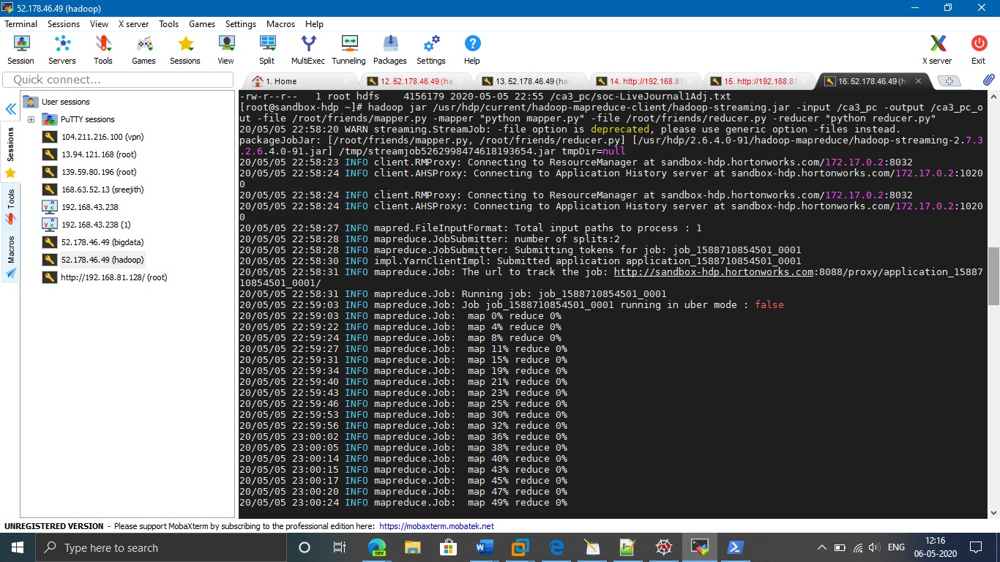 52.178.46.49 (hadoop)
Terminal Sessions View X server Tools Games Settings Macros Help
Session Servers Tools Games Sessions View Split MultiExec Tunneling Packages Settings Help X server Exit
Quick connect...
1. Home 12. 52.178.46.49 (ha 13. 52.178.46.49 (ha 14. http://192.168.81 15. http://192.168.81 16. 52.178.46.49 (h
Sessions
Tools
Macros
User sessions
PuTTY sessions
104.211.216.100 (vpn)
13.94.121.168 (root)
139.59.80.196 (root)
168.63.52.13 (sreejith)
192.168.43.238
192.168.43.238 (1)
52.178.46.49 (bigdata)
52.178.46.49 (hadoop)
http://192.168.81.128/ (root)
-rw-r--r--   1 root hdfs    4156179 2020-05-05 22:55 /ca3_pc/soc-LiveJournal1Adj.txt
[root@sandbox-hdp ~]# hadoop jar /usr/hdp/current/hadoop-mapreduce-client/hadoop-streaming.jar -input /ca3_pc -output /ca3_pc_o
ut -file /root/friends/mapper.py -mapper "python mapper.py" -file /root/friends/reducer.py -reducer "python reducer.py"
20/05/05 22:58:20 WARN streaming.StreamJob: -file option is deprecated, please use generic option -files instead.
packageJobJar: [/root/friends/mapper.py, /root/friends/reducer.py] [/usr/hdp/2.6.4.0-91/hadoop-mapreduce/hadoop-streaming-2.7.3
.2.6.4.0-91.jar] /tmp/streamjob5262998474618193654.jar tmpDir=null
20/05/05 22:58:23 INFO client.RMProxy: Connecting to ResourceManager at sandbox-hdp.hortonworks.com/172.17.0.2:8032
20/05/05 22:58:24 INFO client.AHSProxy: Connecting to Application History server at sandbox-hdp.hortonworks.com/172.17.0.2:1020
0
20/05/05 22:58:24 INFO client.RMProxy: Connecting to ResourceManager at sandbox-hdp.hortonworks.com/172.17.0.2:8032
20/05/05 22:58:24 INFO client.AHSProxy: Connecting to Application History server at sandbox-hdp.hortonworks.com/172.17.0.2:1020
0
20/05/05 22:58:27 INFO mapred.FileInputFormat: Total input paths to process : 1
20/05/05 22:58:28 INFO mapreduce.JobSubmitter: number of splits:2
20/05/05 22:58:28 INFO mapreduce.JobSubmitter: Submitting tokens for job: job_1588710854501_0001
20/05/05 22:58:30 INFO impl.YarnClientImpl: Submitted application application_1588710854501_0001
20/05/05 22:58:31 INFO mapreduce.Job: The url to track the job: http://sandbox-hdp.hortonworks.com:8088/proxy/application_15887
10854501_0001/
20/05/05 22:58:31 INFO mapreduce.Job: Running job: job_1588710854501_0001
20/05/05 22:59:03 INFO mapreduce.Job: Job job_1588710854501_0001 running in uber mode : false
20/05/05 22:59:03 INFO mapreduce.Job:  map 0% reduce 0%
20/05/05 22:59:22 INFO mapreduce.Job:  map 4% reduce 0%
20/05/05 22:59:24 INFO mapreduce.Job:  map 8% reduce 0%
20/05/05 22:59:27 INFO mapreduce.Job:  map 11% reduce 0%
20/05/05 22:59:31 INFO mapreduce.Job:  map 15% reduce 0%
20/05/05 22:59:34 INFO mapreduce.Job:  map 19% reduce 0%
20/05/05 22:59:40 INFO mapreduce.Job:  map 21% reduce 0%
20/05/05 22:59:43 INFO mapreduce.Job:  map 23% reduce 0%
20/05/05 22:59:46 INFO mapreduce.Job:  map 25% reduce 0%
20/05/05 22:59:53 INFO mapreduce.Job:  map 30% reduce 0%
20/05/05 22:59:56 INFO mapreduce.Job:  map 32% reduce 0%
20/05/05 23:00:02 INFO mapreduce.Job:  map 36% reduce 0%
20/05/05 23:00:05 INFO mapreduce.Job:  map 38% reduce 0%
20/05/05 23:00:14 INFO mapreduce.Job:  map 40% reduce 0%
20/05/05 23:00:15 INFO mapreduce.Job:  map 43% reduce 0%
20/05/05 23:00:17 INFO mapreduce.Job:  map 45% reduce 0%
20/05/05 23:00:20 INFO mapreduce.Job:  map 47% reduce 0%
20/05/05 23:00:24 INFO mapreduce.Job:  map 49% reduce 0%
UNREGISTERED VERSION - Please support MobaXterm by subscribing to the professional edition here: https://mobaxterm.mobatek.net
Type here to search
DEV
ENG
12:16
06-05-2020